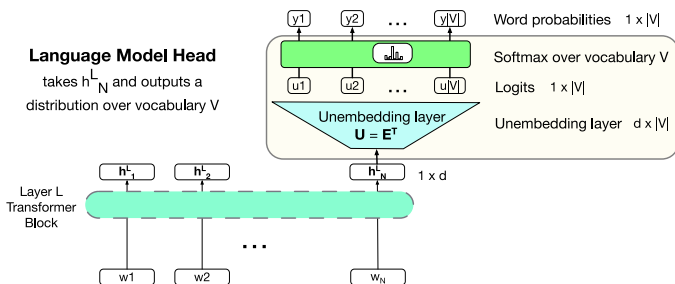 y1 y2 ... y|V| Word probabilities 1 x |V|
Language Model Head
takes h^L_N and outputs a
distribution over vocabulary V
Softmax over vocabulary V
u1 u2 ... u|V| Logits 1 x |V|
Unembedding layer
U = E^T
Unembedding layer d x |V|
h^L_1 h^L_2 h^L_N 1 x d
Layer L
Transformer
Block
...
w1 w2 w_N